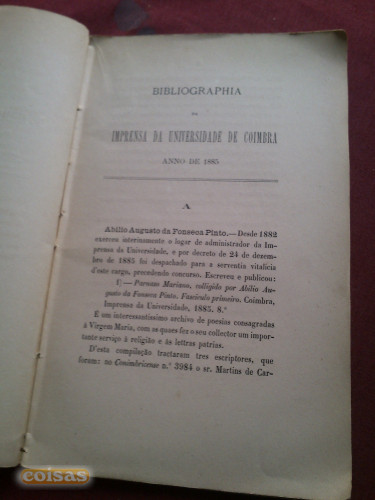 BIBLIOGRAPHIA
DA
IMPRENSA DA UNIVERSIDADE DE COIMBRA
ANNO DE 1885
A
Abilio Augusto da Fonseca Pinto.—Desde 1882
exerceu interinamente o logar de administrador da Im-
prensa da Universidade, e por decreto de 24 de dezem-
bro de 1885 foi despachado para a serventia vitalicia
d'este cargo, precedendo concurso. Escreveu e publicou:
1)—Parnaso Mariano, colligido por Abilio Au-
gusto da Fonseca Pinto. Fasciculo primeiro. Coimbra,
Imprensa da Universidade, 1885. 8.º
É um interessentissimo archivo de poesias consagradas
á Virgem Maria, com as quaes fez o seu collector um impor-
tante serviço á religião e ás lettras patrias.
D'esta compilação tractaram tres escriptores, que
foram: no Conimbricense n.º 3984 o sr. Martins de Car-
coisas